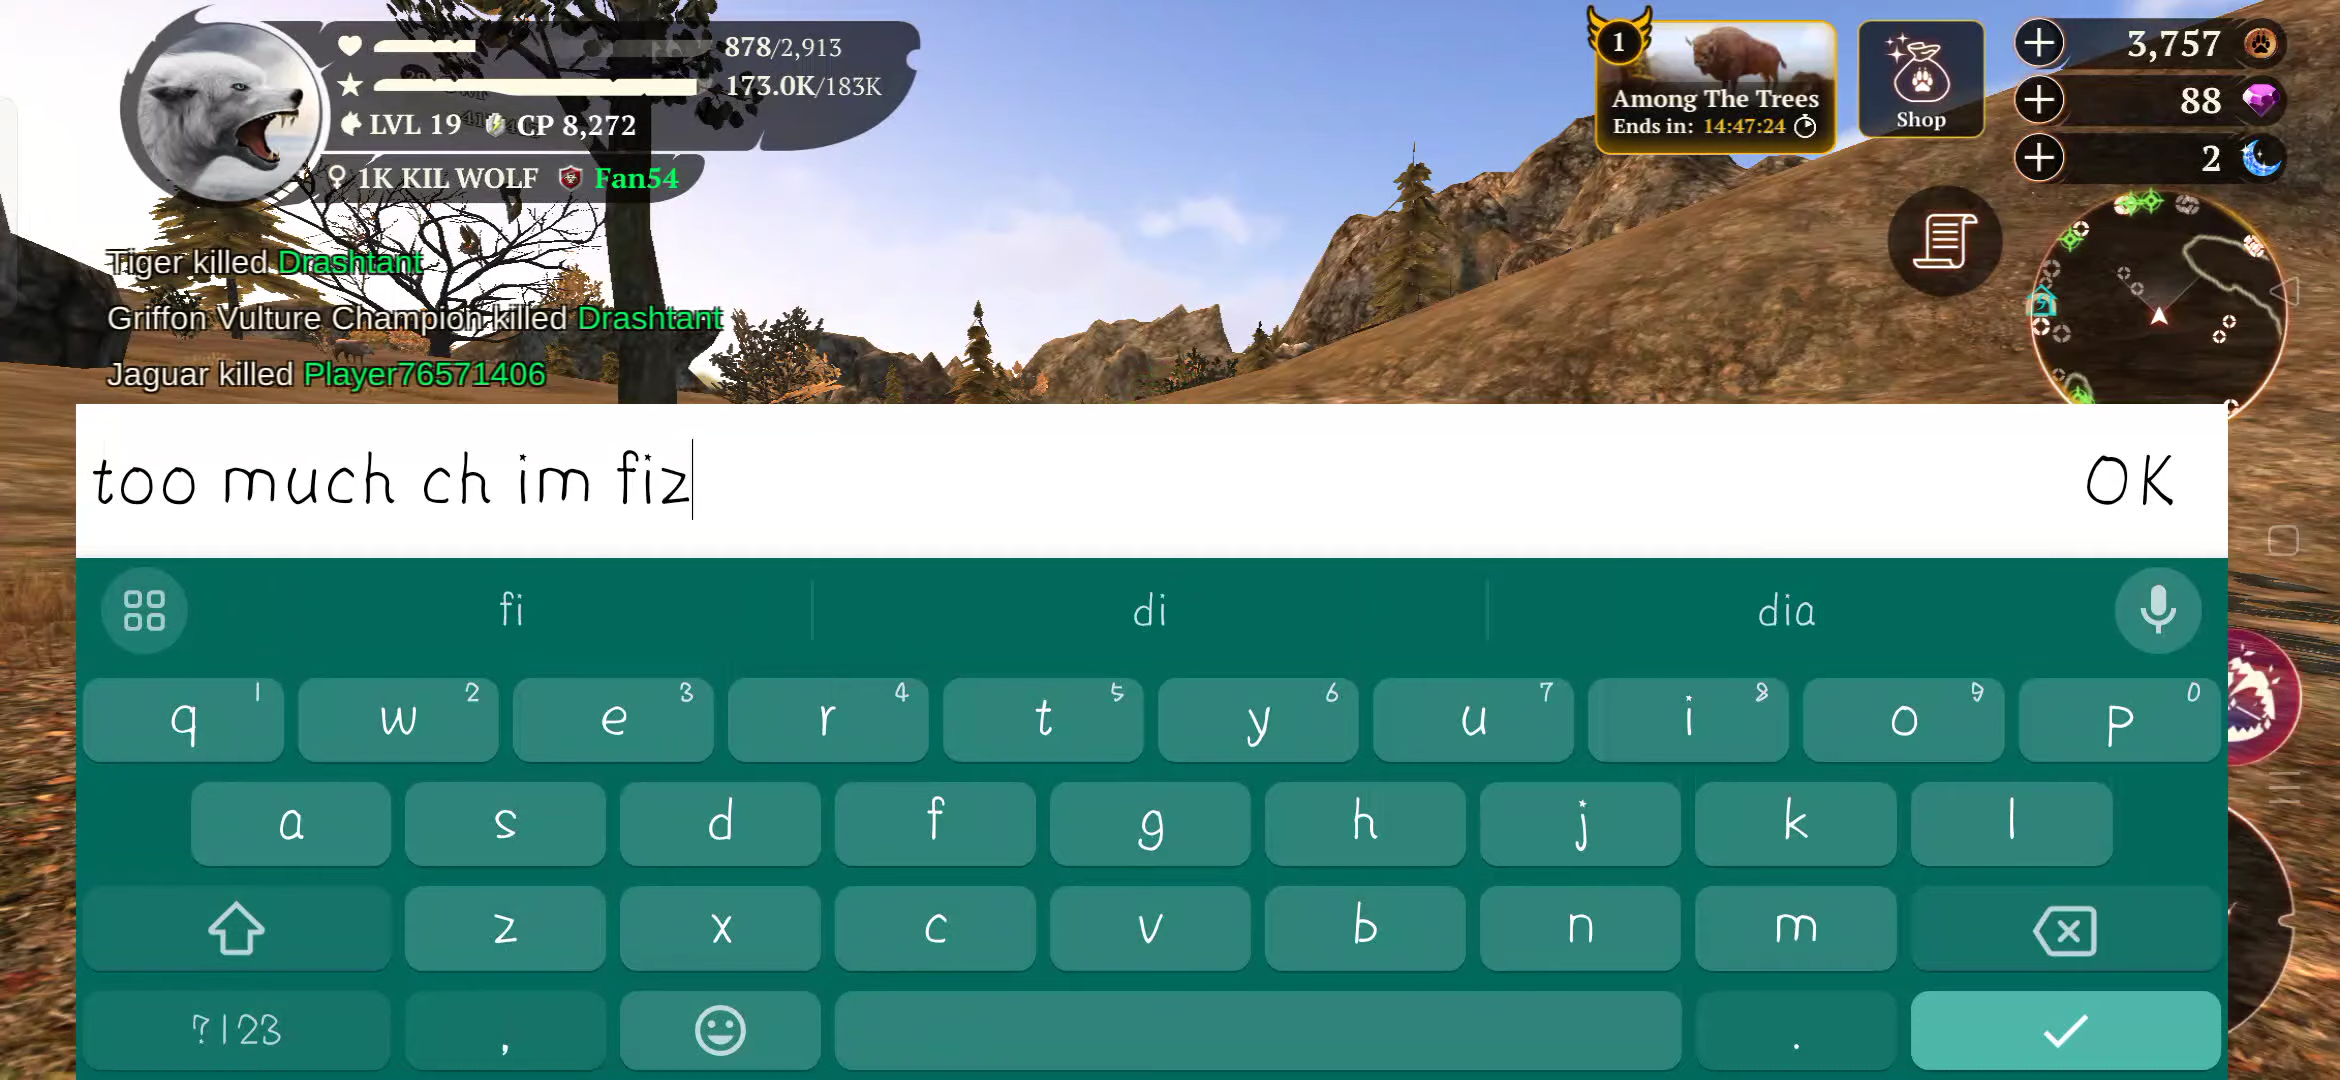 878/2,913
173.0K/183K
LVL 19 CP 8,272
1K KIL WOLF Fan54
1
Among The Trees
Ends in: 14:47:24
Shop
3,757
88
2
Tiger killed Drashtant
Griffon Vulture Champion killed Drashtant
Jaguar killed Player76571406
too much ch im fiz OK
fi di dia
q 1 w 2 e 3 r 4 t 5 y 6 u 7 i 8 o 9 p 0
a s d f g h j k l
z x c v b n m
?123 , .